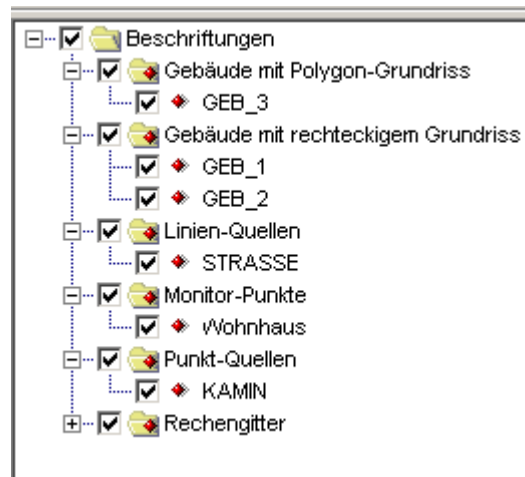 Beschriftungen
Gebäude mit Polygon-Grundriss
GEB_3
Gebäude mit rechteckigem Grundriss
GEB_1
GEB_2
Linien-Quellen
STRASSE
Monitor-Punkte
Wohnhaus
Punkt-Quellen
KAMIN
Rechengitter